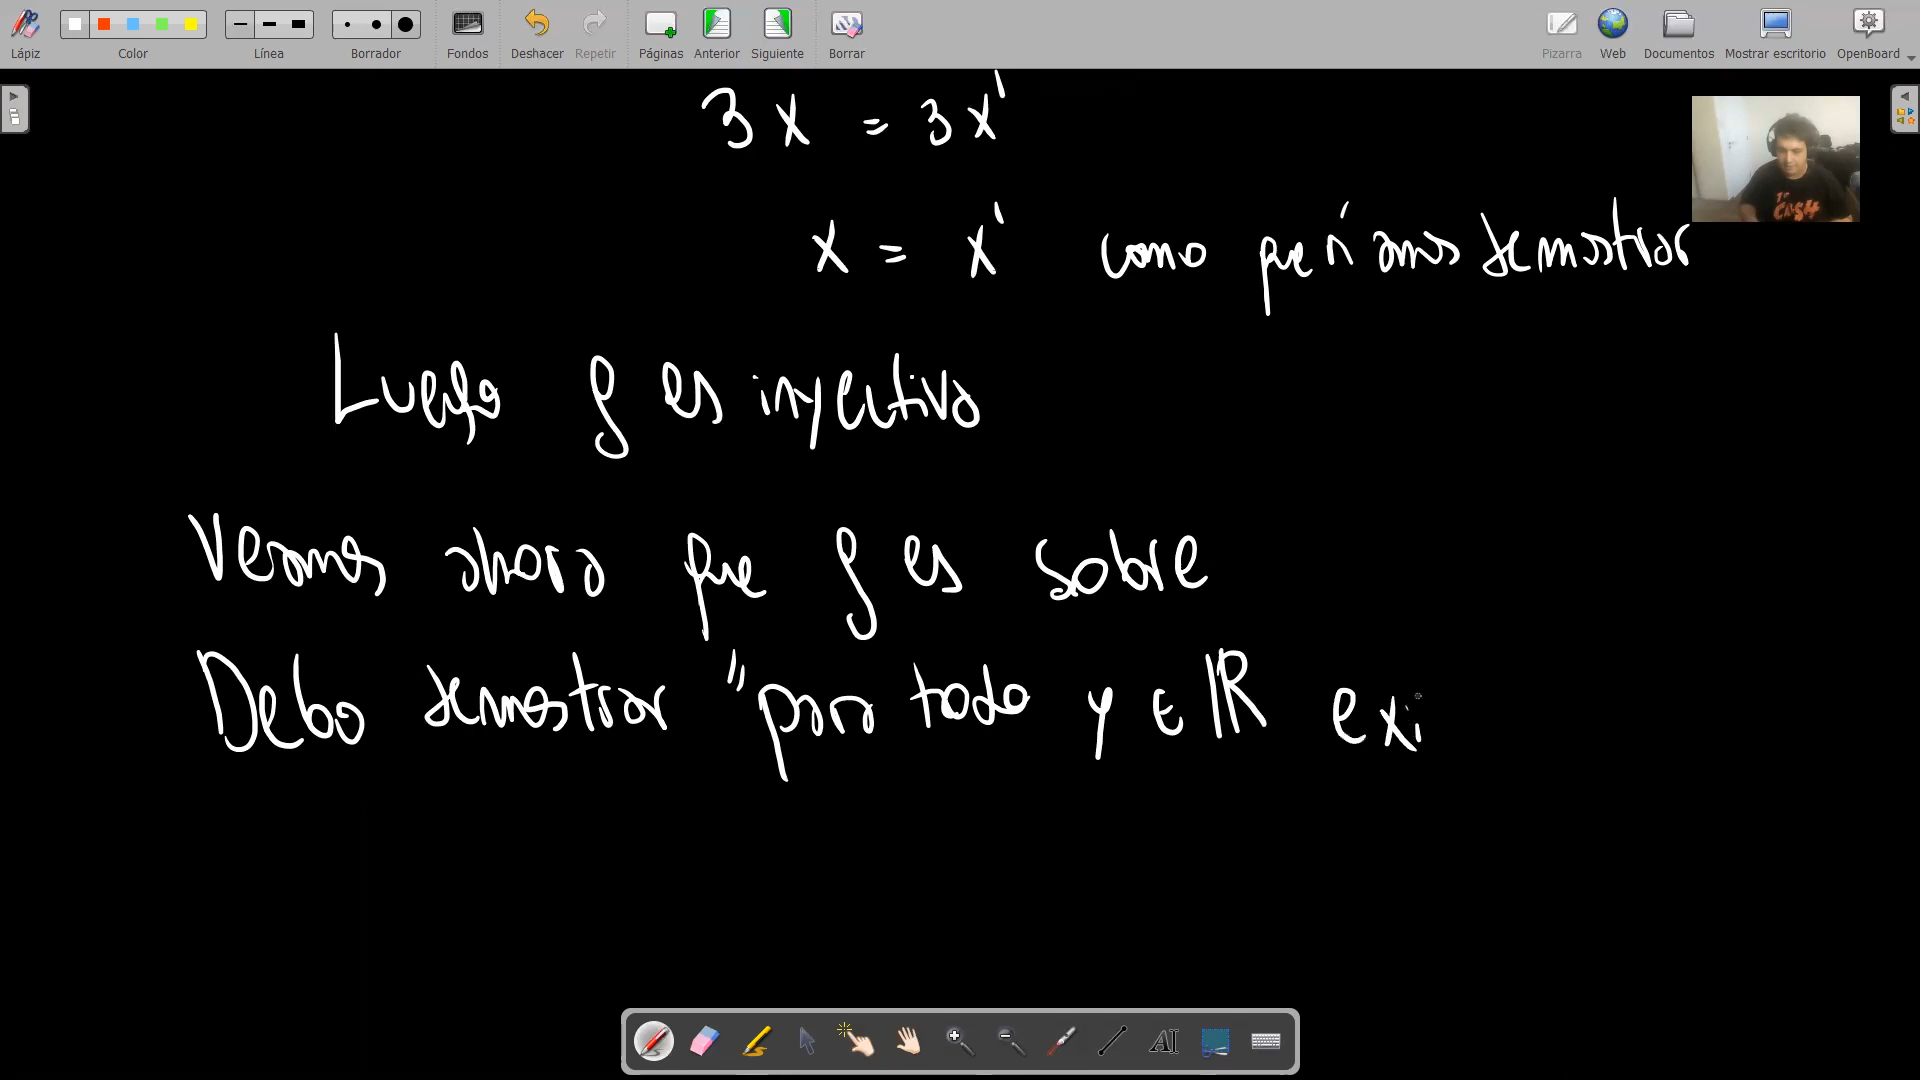 Lápiz Color Línea Borrador Fondos Deshacer Repetir Páginas Anterior Siguiente Borrar Pizarra Web Documentos Mostrar escritorio OpenBoard
3x = 3x'
x = x' como queríamos demostrar
Luego f es inyectiva
Veamos ahora que f es sobre
Debo demostrar "para todo y ∈ ℝ exi
AI